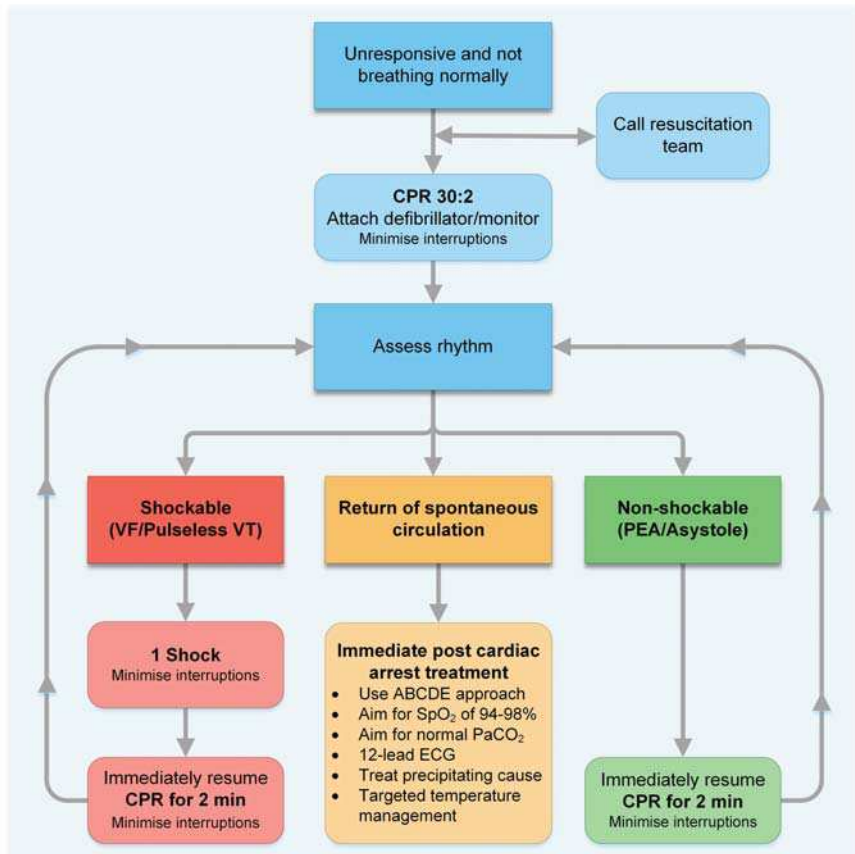 Unresponsive and not
breathing normally
Call resuscitation
team
CPR 30:2
Attach defibrillator/monitor
Minimise interruptions
Assess rhythm
Shockable
(VF/Pulseless VT)
Return of spontaneous
circulation
Non-shockable
(PEA/Asystole)
1 Shock
Minimise interruptions
Immediate post cardiac
arrest treatment
• Use ABCDE approach
• Aim for SpO₂ of 94-98%
• Aim for normal PaCO₂
• 12-lead ECG
• Treat precipitating cause
• Targeted temperature
management
Immediately resume
CPR for 2 min
Minimise interruptions
Immediately resume
CPR for 2 min
Minimise interruptions